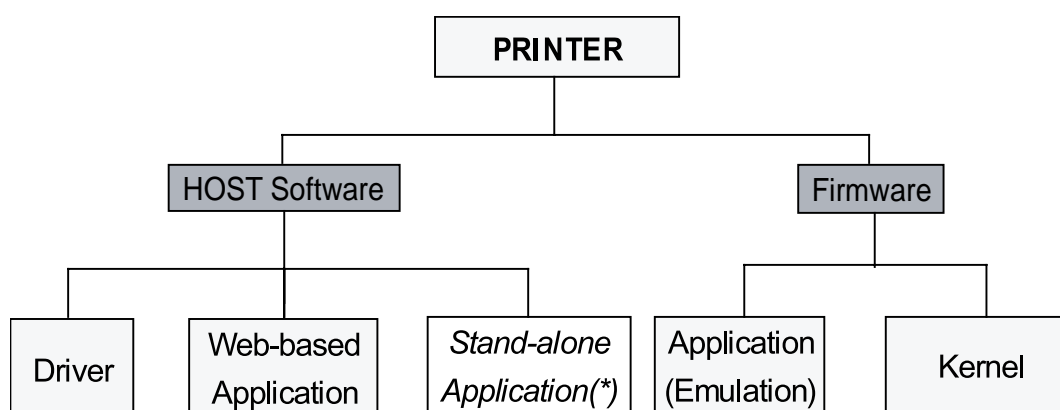 PRINTER
HOST Software
Firmware
Driver
Web-based
Application
Stand-alone
Application(*)
Application
(Emulation)
Kernel